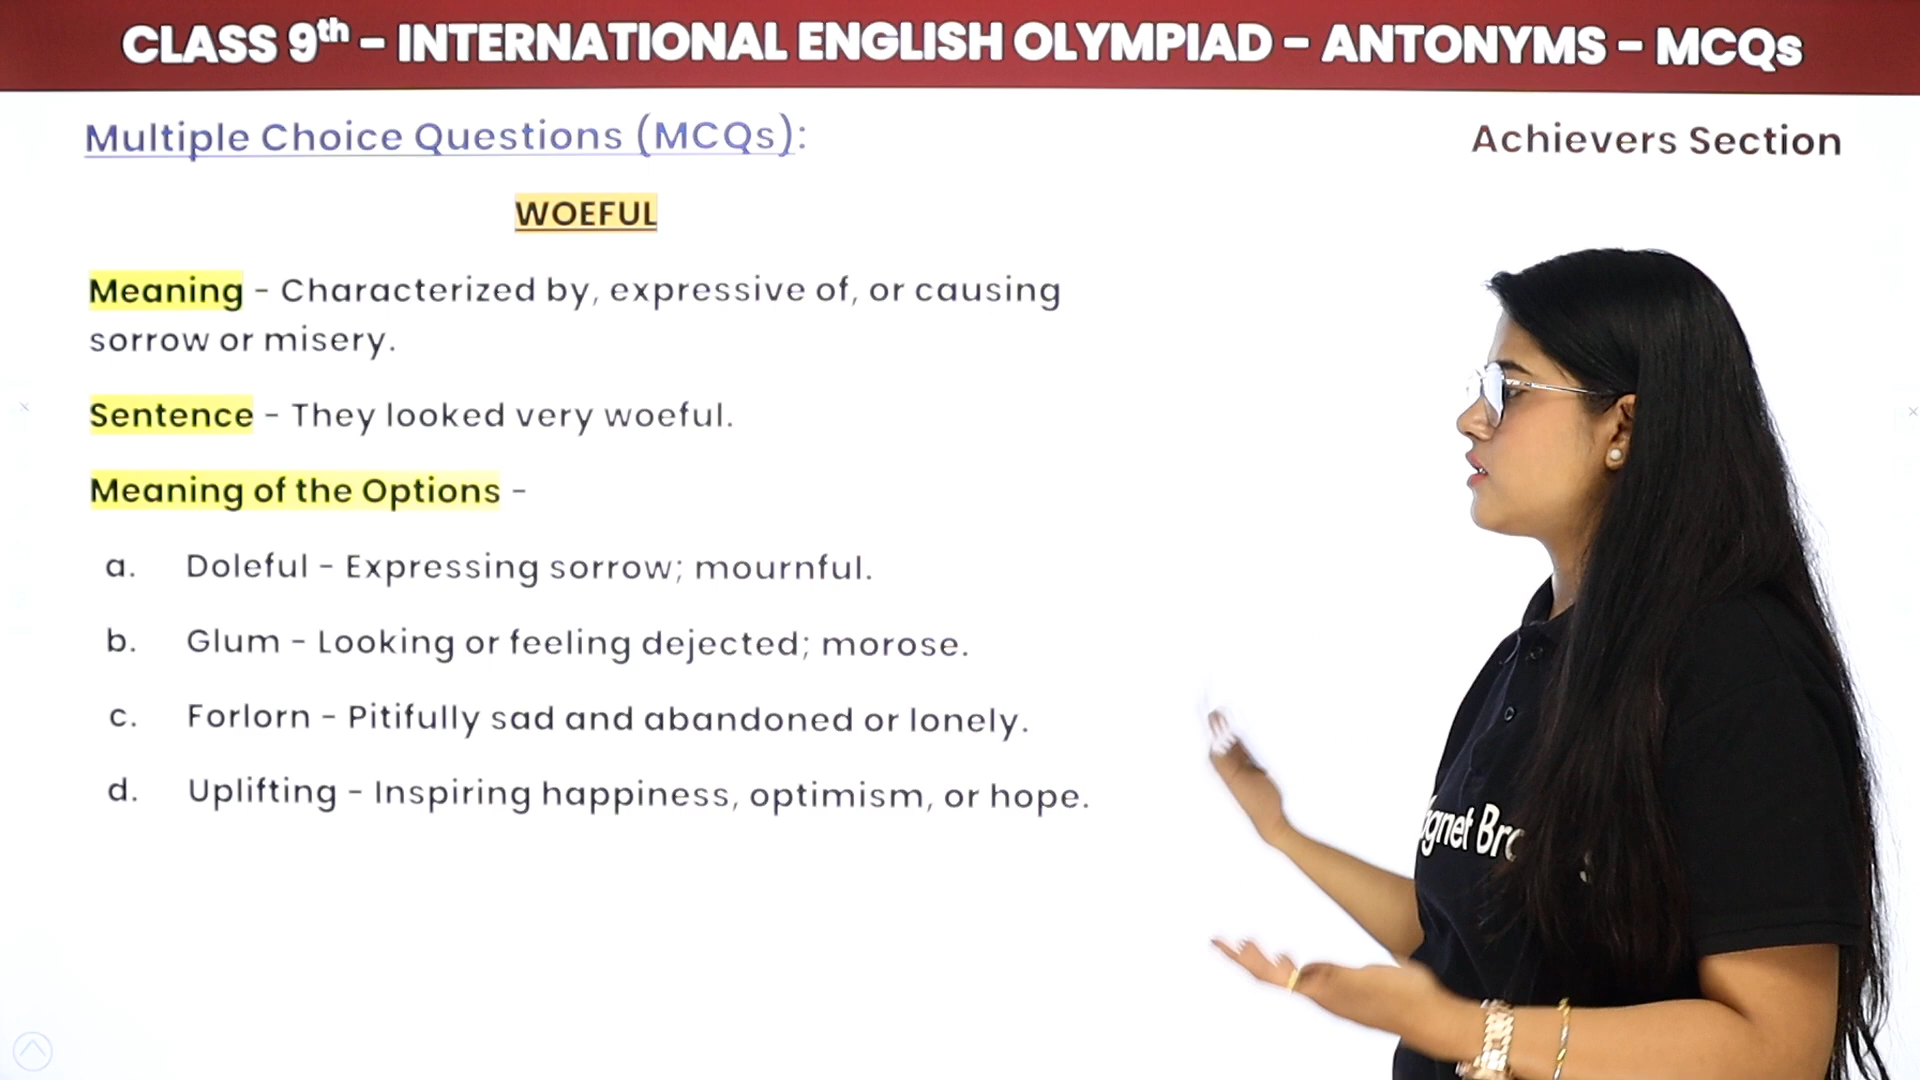 CLASS 9th - INTERNATIONAL ENGLISH OLYMPIAD - ANTONYMS - MCQs
Multiple Choice Questions (MCQs):
Achievers Section
WOEFUL
Meaning - Characterized by, expressive of, or causing
sorrow or misery.
Sentence - They looked very woeful.
Meaning of the Options -
a. Doleful - Expressing sorrow; mournful.
b. Glum - Looking or feeling dejected; morose.
c. Forlorn - Pitifully sad and abandoned or lonely.
d. Uplifting - Inspiring happiness, optimism, or hope.